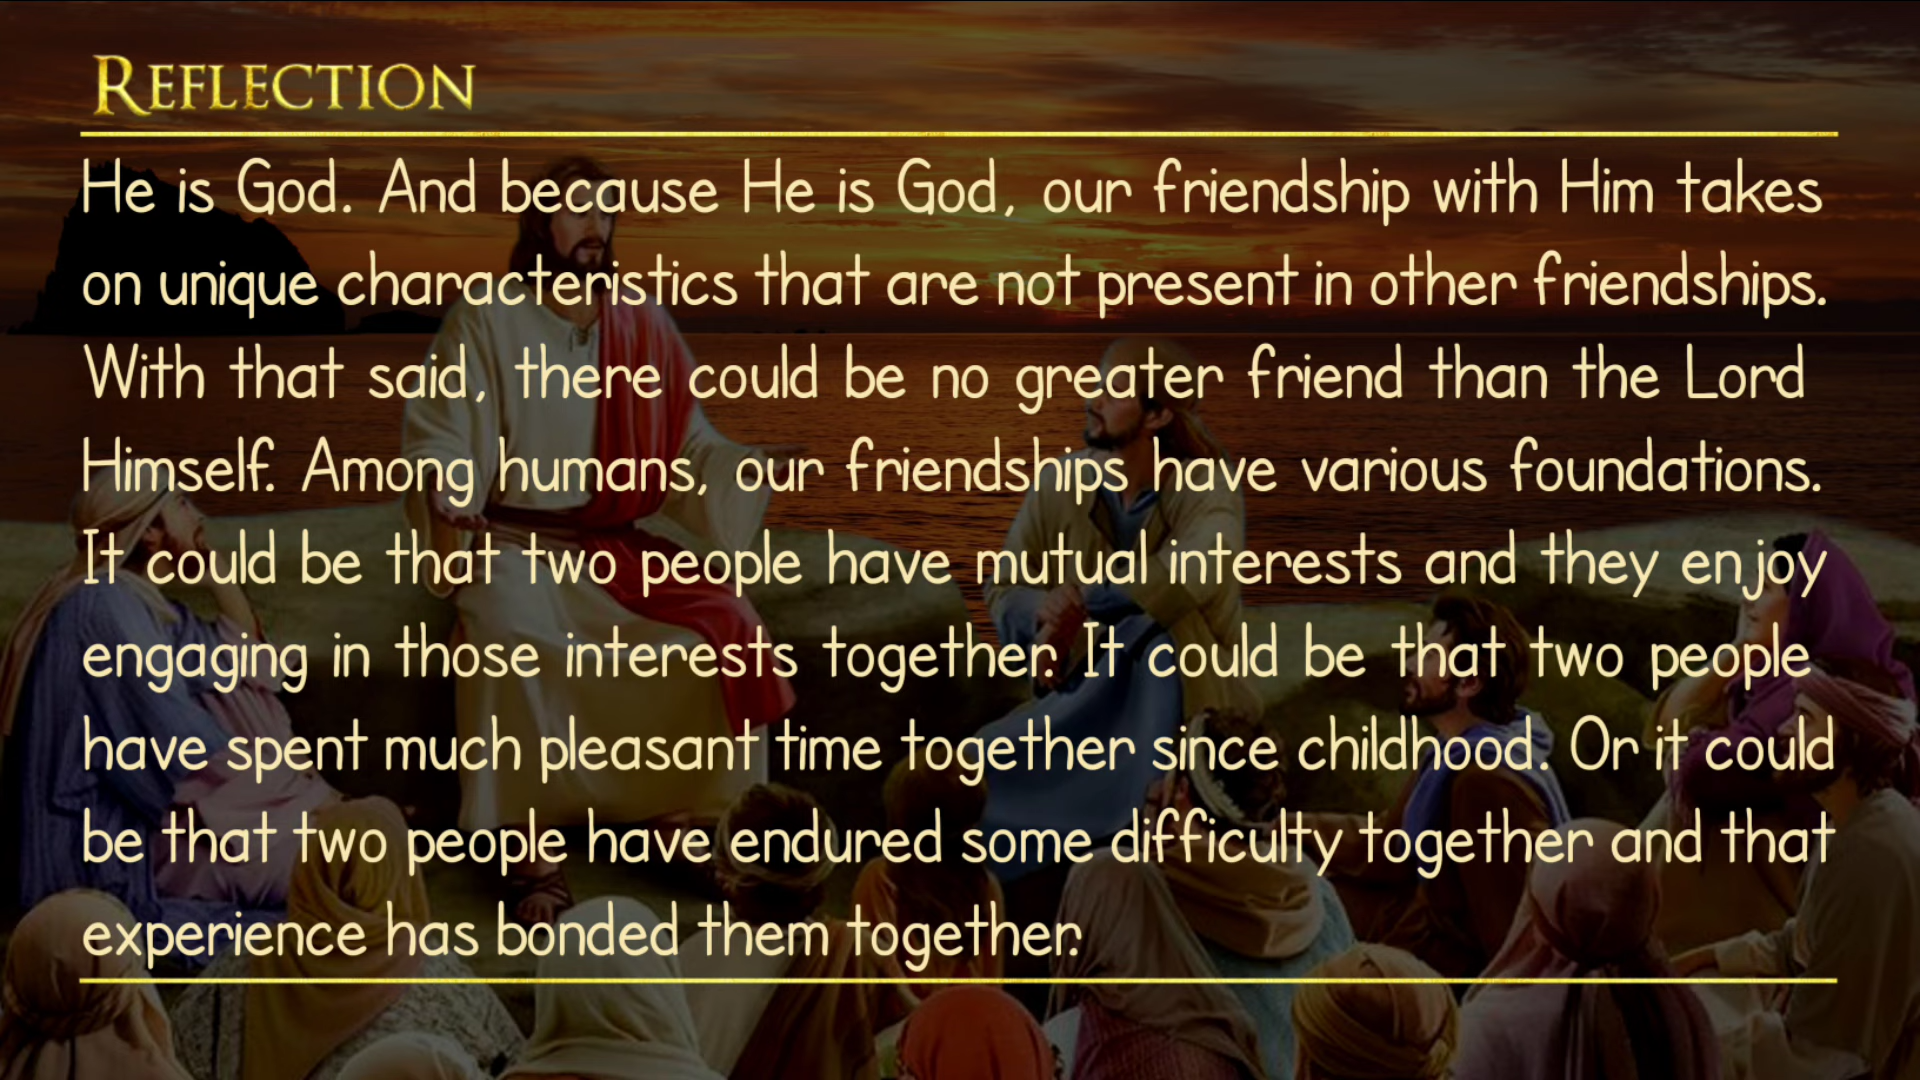 REFLECTION
He is God. And because He is God, our friendship with Him takes
on unique characteristics that are not present in other friendships.
With that said, there could be no greater friend than the Lord
Himself. Among humans, our friendships have various foundations.
It could be that two people have mutual interests and they enjoy
engaging in those interests together. It could be that two people
have spent much pleasant time together since childhood. Or it could
be that two people have endured some difficulty together and that
experience has bonded them together.